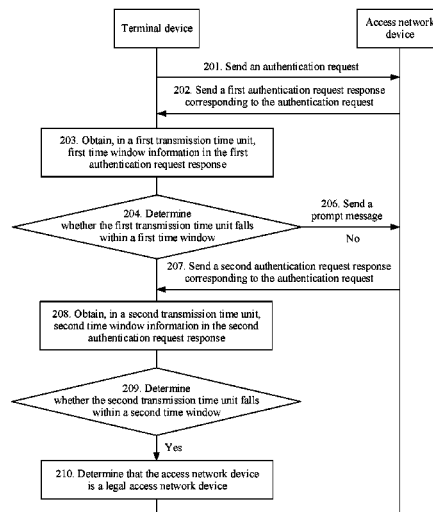 Terminal device
Access network
device
201. Send an authentication request
202. Send a first authentication request response
corresponding to the authentication request
203. Obtain, in a first transmission time unit,
first time window information in the first
authentication request response
204. Determine
whether the first transmission time unit falls
within a first time window
206. Send a
prompt message
No
207. Send a second authentication request response
corresponding to the authentication request
208. Obtain, in a second transmission time unit,
second time window information in the second
authentication request response
209. Determine
whether the second transmission time unit falls
within a second time window
Yes
210. Determine that the access network device
is a legal access network device